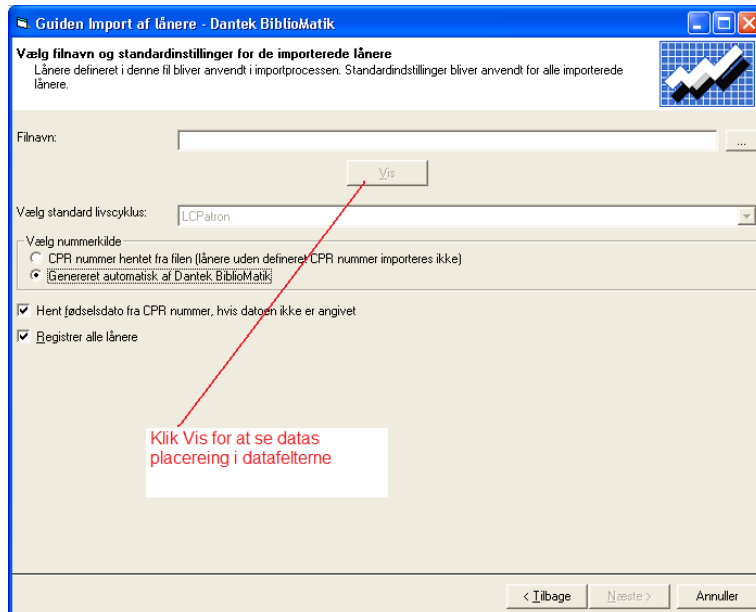 Guiden Import af lånere - Dantek BiblioMatik
Vælg filnavn og standardinstillinger for de importerede lånere
Lånere defineret i denne fil bliver anvendt i importprocessen. Standardindstillinger bliver anvendt for alle importerede
lånere.
Filnavn:
...
Vis
Vælg standard livscyklus:
LCPatron
Vælg nummerkilde
CPR nummer hentet fra filen (lånere uden defineret CPR nummer importeres ikke)
Genereret automatisk af Dantek BiblioMatik
Hent fødselsdato fra CPR nummer, hvis datoen ikke er angivet
Registrer alle lånere
Klik Vis for at se datas
placereing i datafelterne
< Tilbage
Næste >
Annuller